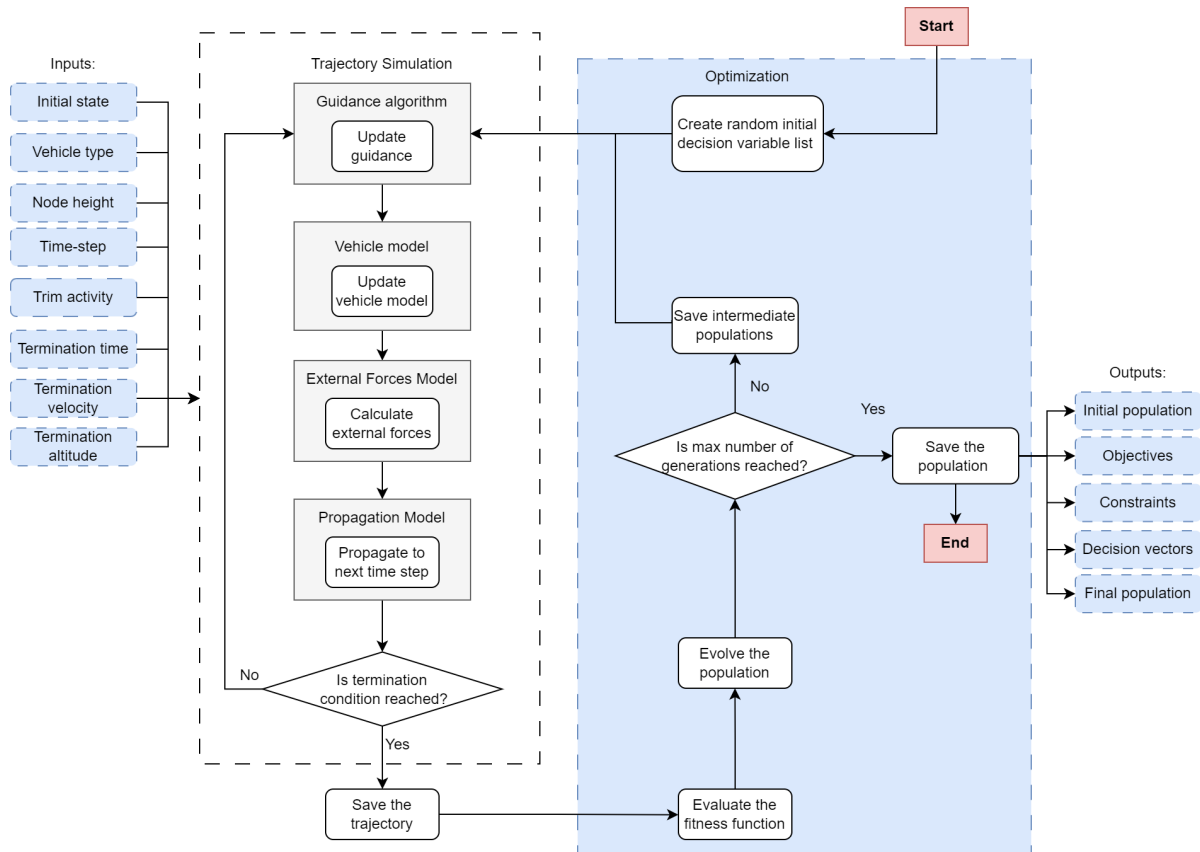 Start
Inputs:
Initial state
Vehicle type
Node height
Time-step
Trim activity
Termination time
Termination
velocity
Termination
altitude
Trajectory Simulation
Guidance algorithm
Update
guidance
Vehicle model
Update
vehicle model
External Forces Model
Calculate
external forces
Propagation Model
Propagate to
next time step
No
Is termination
condition reached?
Yes
Save the
trajectory
Optimization
Create random initial
decision variable list
Save intermediate
populations
No
Yes
Is max number of
generations reached?
Save the
population
End
Evolve the
population
Evaluate the
fitness function
Outputs:
Initial population
Objectives
Constraints
Decision vectors
Final population